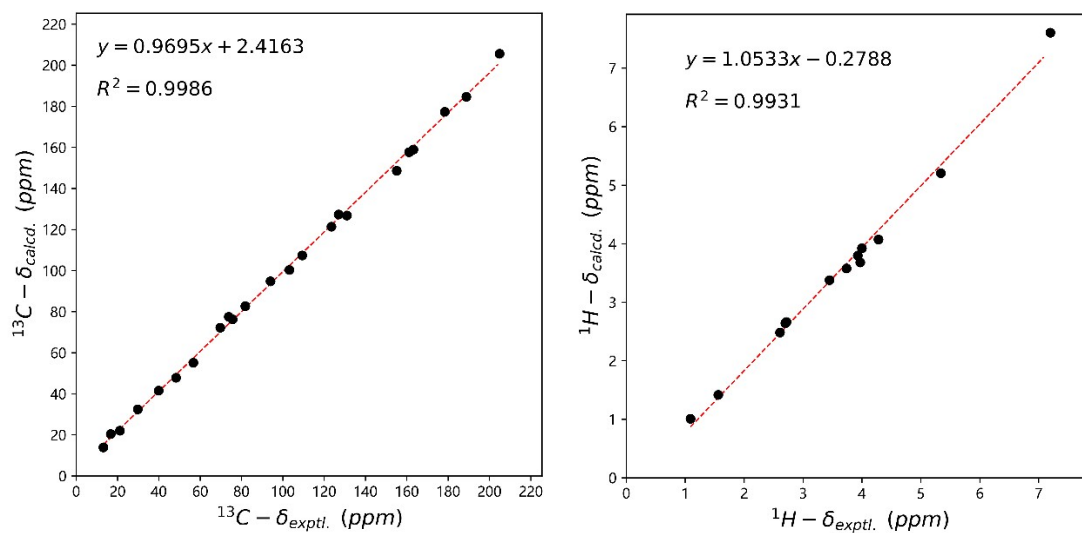 y = 0.9695x + 2.4163
R² = 0.9986
220
200
180
160
140
120
100
80
60
40
20
0
¹³C − δcalcd. (ppm)
0 20 40 60 80 100 120 140 160 180 200 220
¹³C − δexptl. (ppm)
y = 1.0533x − 0.2788
R² = 0.9931
7
6
5
4
3
2
1
0
¹H − δcalcd. (ppm)
0 1 2 3 4 5 6 7
¹H − δexptl. (ppm)